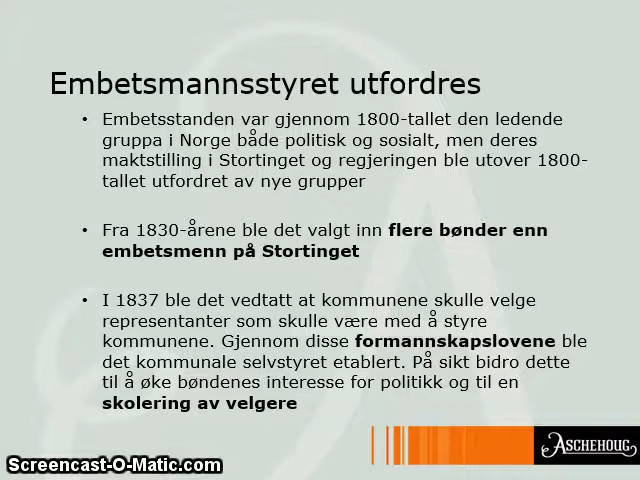 Embetsmannsstyret utfordres
• Embetsstanden var gjennom 1800-tallet den ledende
gruppa i Norge både politisk og sosialt, men deres
maktstilling i Stortinget og regjeringen ble utover 1800-
tallet utfordret av nye grupper
• Fra 1830-årene ble det valgt inn flere bønder enn
embetsmenn på Stortinget
• I 1837 ble det vedtatt at kommunene skulle velge
representanter som skulle være med å styre
kommunene. Gjennom disse formannskapslovene ble
det kommunale selvstyret etablert. På sikt bidro dette
til å øke bøndenes interesse for politikk og til en
skolering av velgere
ASCHEHOUG
Screencast-O-Matic.com